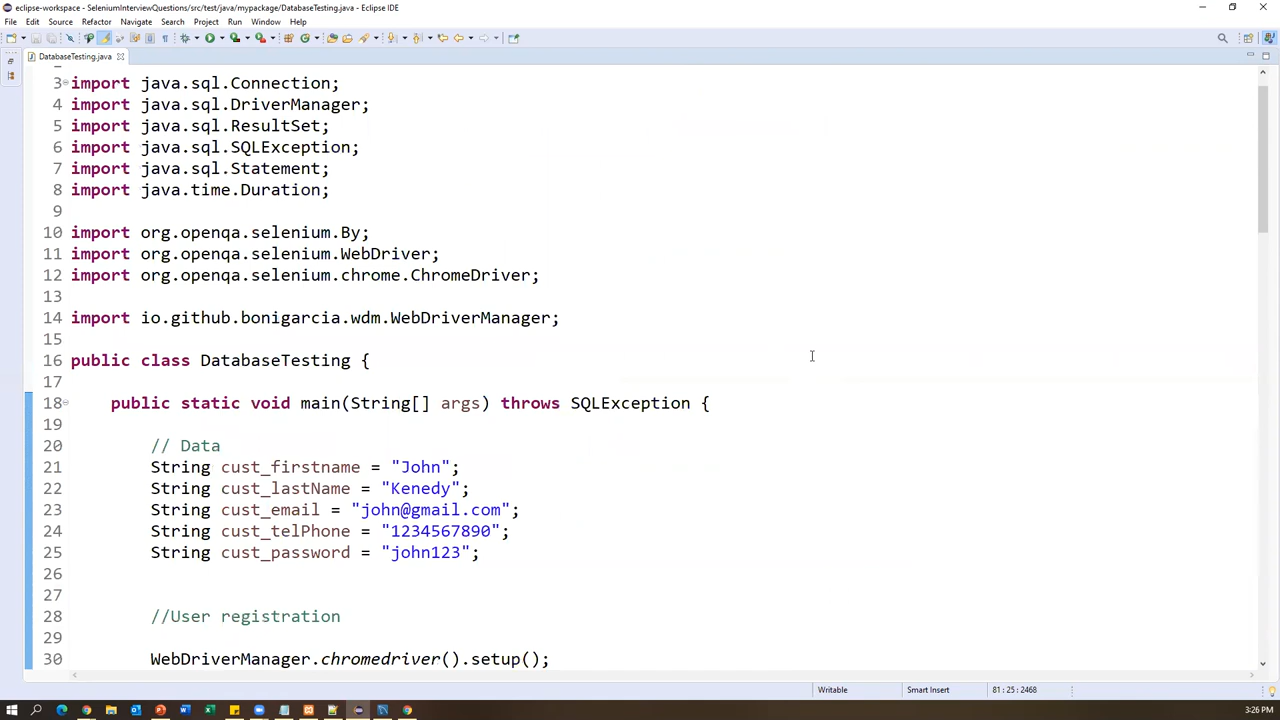 eclipse-workspace - SeleniumInterviewQuestions/src/test/java/mypackage/DatabaseTesting.java - Eclipse IDE
File Edit Source Refactor Navigate Search Project Run Window Help
DatabaseTesting.java
3 import java.sql.Connection;
4 import java.sql.DriverManager;
5 import java.sql.ResultSet;
6 import java.sql.SQLException;
7 import java.sql.Statement;
8 import java.time.Duration;
9
10 import org.openqa.selenium.By;
11 import org.openqa.selenium.WebDriver;
12 import org.openqa.selenium.chrome.ChromeDriver;
13
14 import io.github.bonigarcia.wdm.WebDriverManager;
15
16 public class DatabaseTesting {
17
18 public static void main(String[] args) throws SQLException {
19
20 // Data
21 String cust_firstname = "John";
22 String cust_lastName = "Kenedy";
23 String cust_email = "john@gmail.com";
24 String cust_telPhone = "1234567890";
25 String cust_password = "john123";
26
27
28 //User registration
29
30 WebDriverManager.chromedriver().setup();
Writable Smart Insert 81 : 25 : 2468
3:26 PM